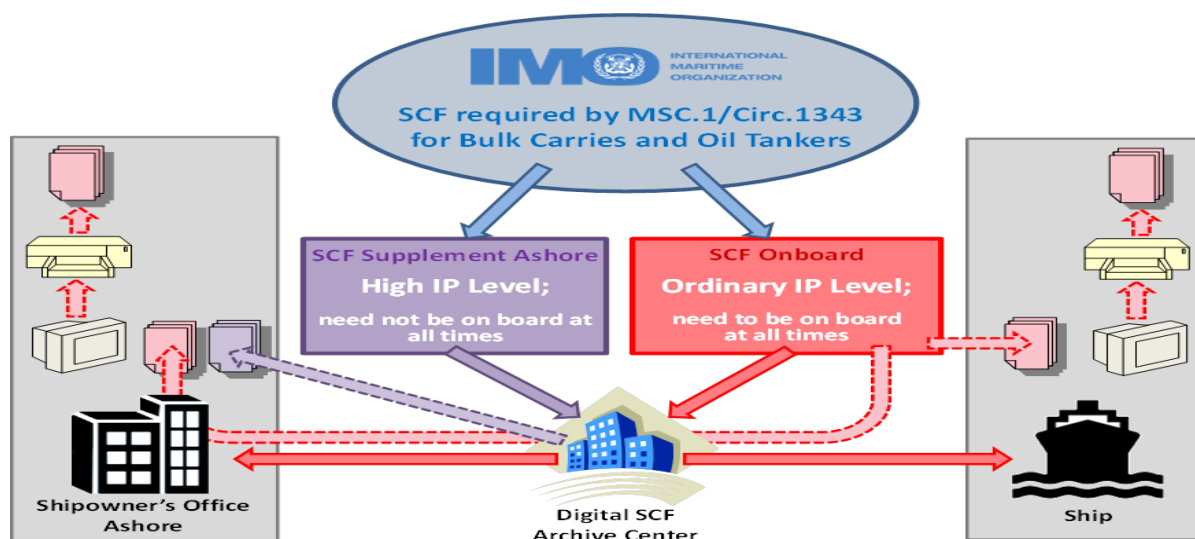 IMO
INTERNATIONAL
MARITIME
ORGANIZATION
SCF required by MSC.1/Circ.1343
for Bulk Carries and Oil Tankers
SCF Supplement Ashore
High IP Level;
need not be on board at
all times
SCF Onboard
Ordinary IP Level;
need to be on board
at all times
Shipowner's Office
Ashore
Digital SCF
Archive Center
Ship